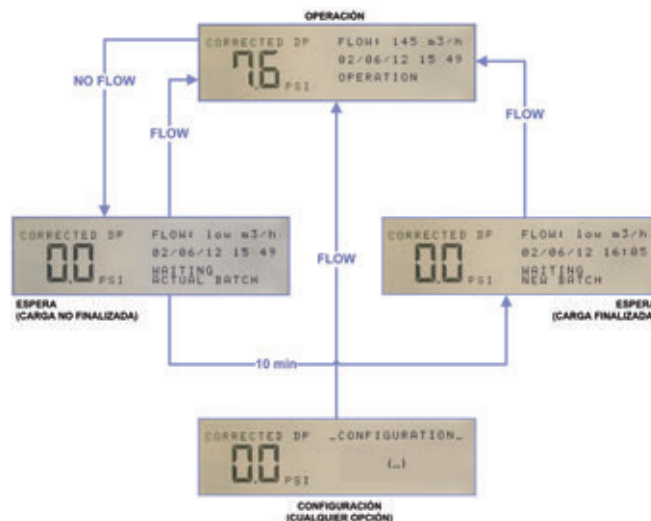 OPERACIÓN
CORRECTED DP
7.6 PSI
FLOW: 145 m3/h
02/06/12 15 49
OPERATION
NO FLOW
FLOW
FLOW
CORRECTED DP
0.0 PSI
FLOW: low m3/h
02/06/12 15 49
WAITING
ACTUAL BATCH
ESPERA
(CARGA NO FINALIZADA)
FLOW
CORRECTED DP
0.0 PSI
FLOW: low m3/h
02/06/12 16:05
WAITING
NEW BATCH
ESPERA
(CARGA FINALIZADA
10 min
CORRECTED DP
0.0 PSI
_CONFIGURATION_
(...)
CONFIGURACIÓN
(CUALQUIER OPCIÓN)